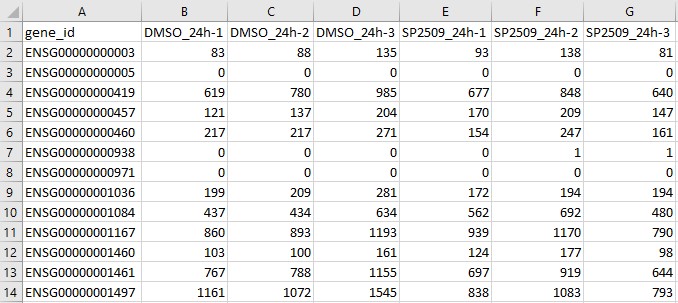 A B C D E F G
1 gene_id DMSO_24h-1 DMSO_24h-2 DMSO_24h-3 SP2509_24h-1 SP2509_24h-2 SP2509_24h-3
2 ENSG00000000003 83 88 135 93 138 81
3 ENSG00000000005 0 0 0 0 0 0
4 ENSG00000000419 619 780 985 677 848 640
5 ENSG00000000457 121 137 204 170 209 147
6 ENSG00000000460 217 217 271 154 247 161
7 ENSG00000000938 0 0 0 0 1 1
8 ENSG00000000971 0 0 0 0 0 0
9 ENSG00000001036 199 209 281 172 194 194
10 ENSG00000001084 437 434 634 562 692 480
11 ENSG00000001167 860 893 1193 939 1170 790
12 ENSG00000001460 103 100 161 124 177 98
13 ENSG00000001461 767 788 1155 697 919 644
14 ENSG00000001497 1161 1072 1545 838 1083 793